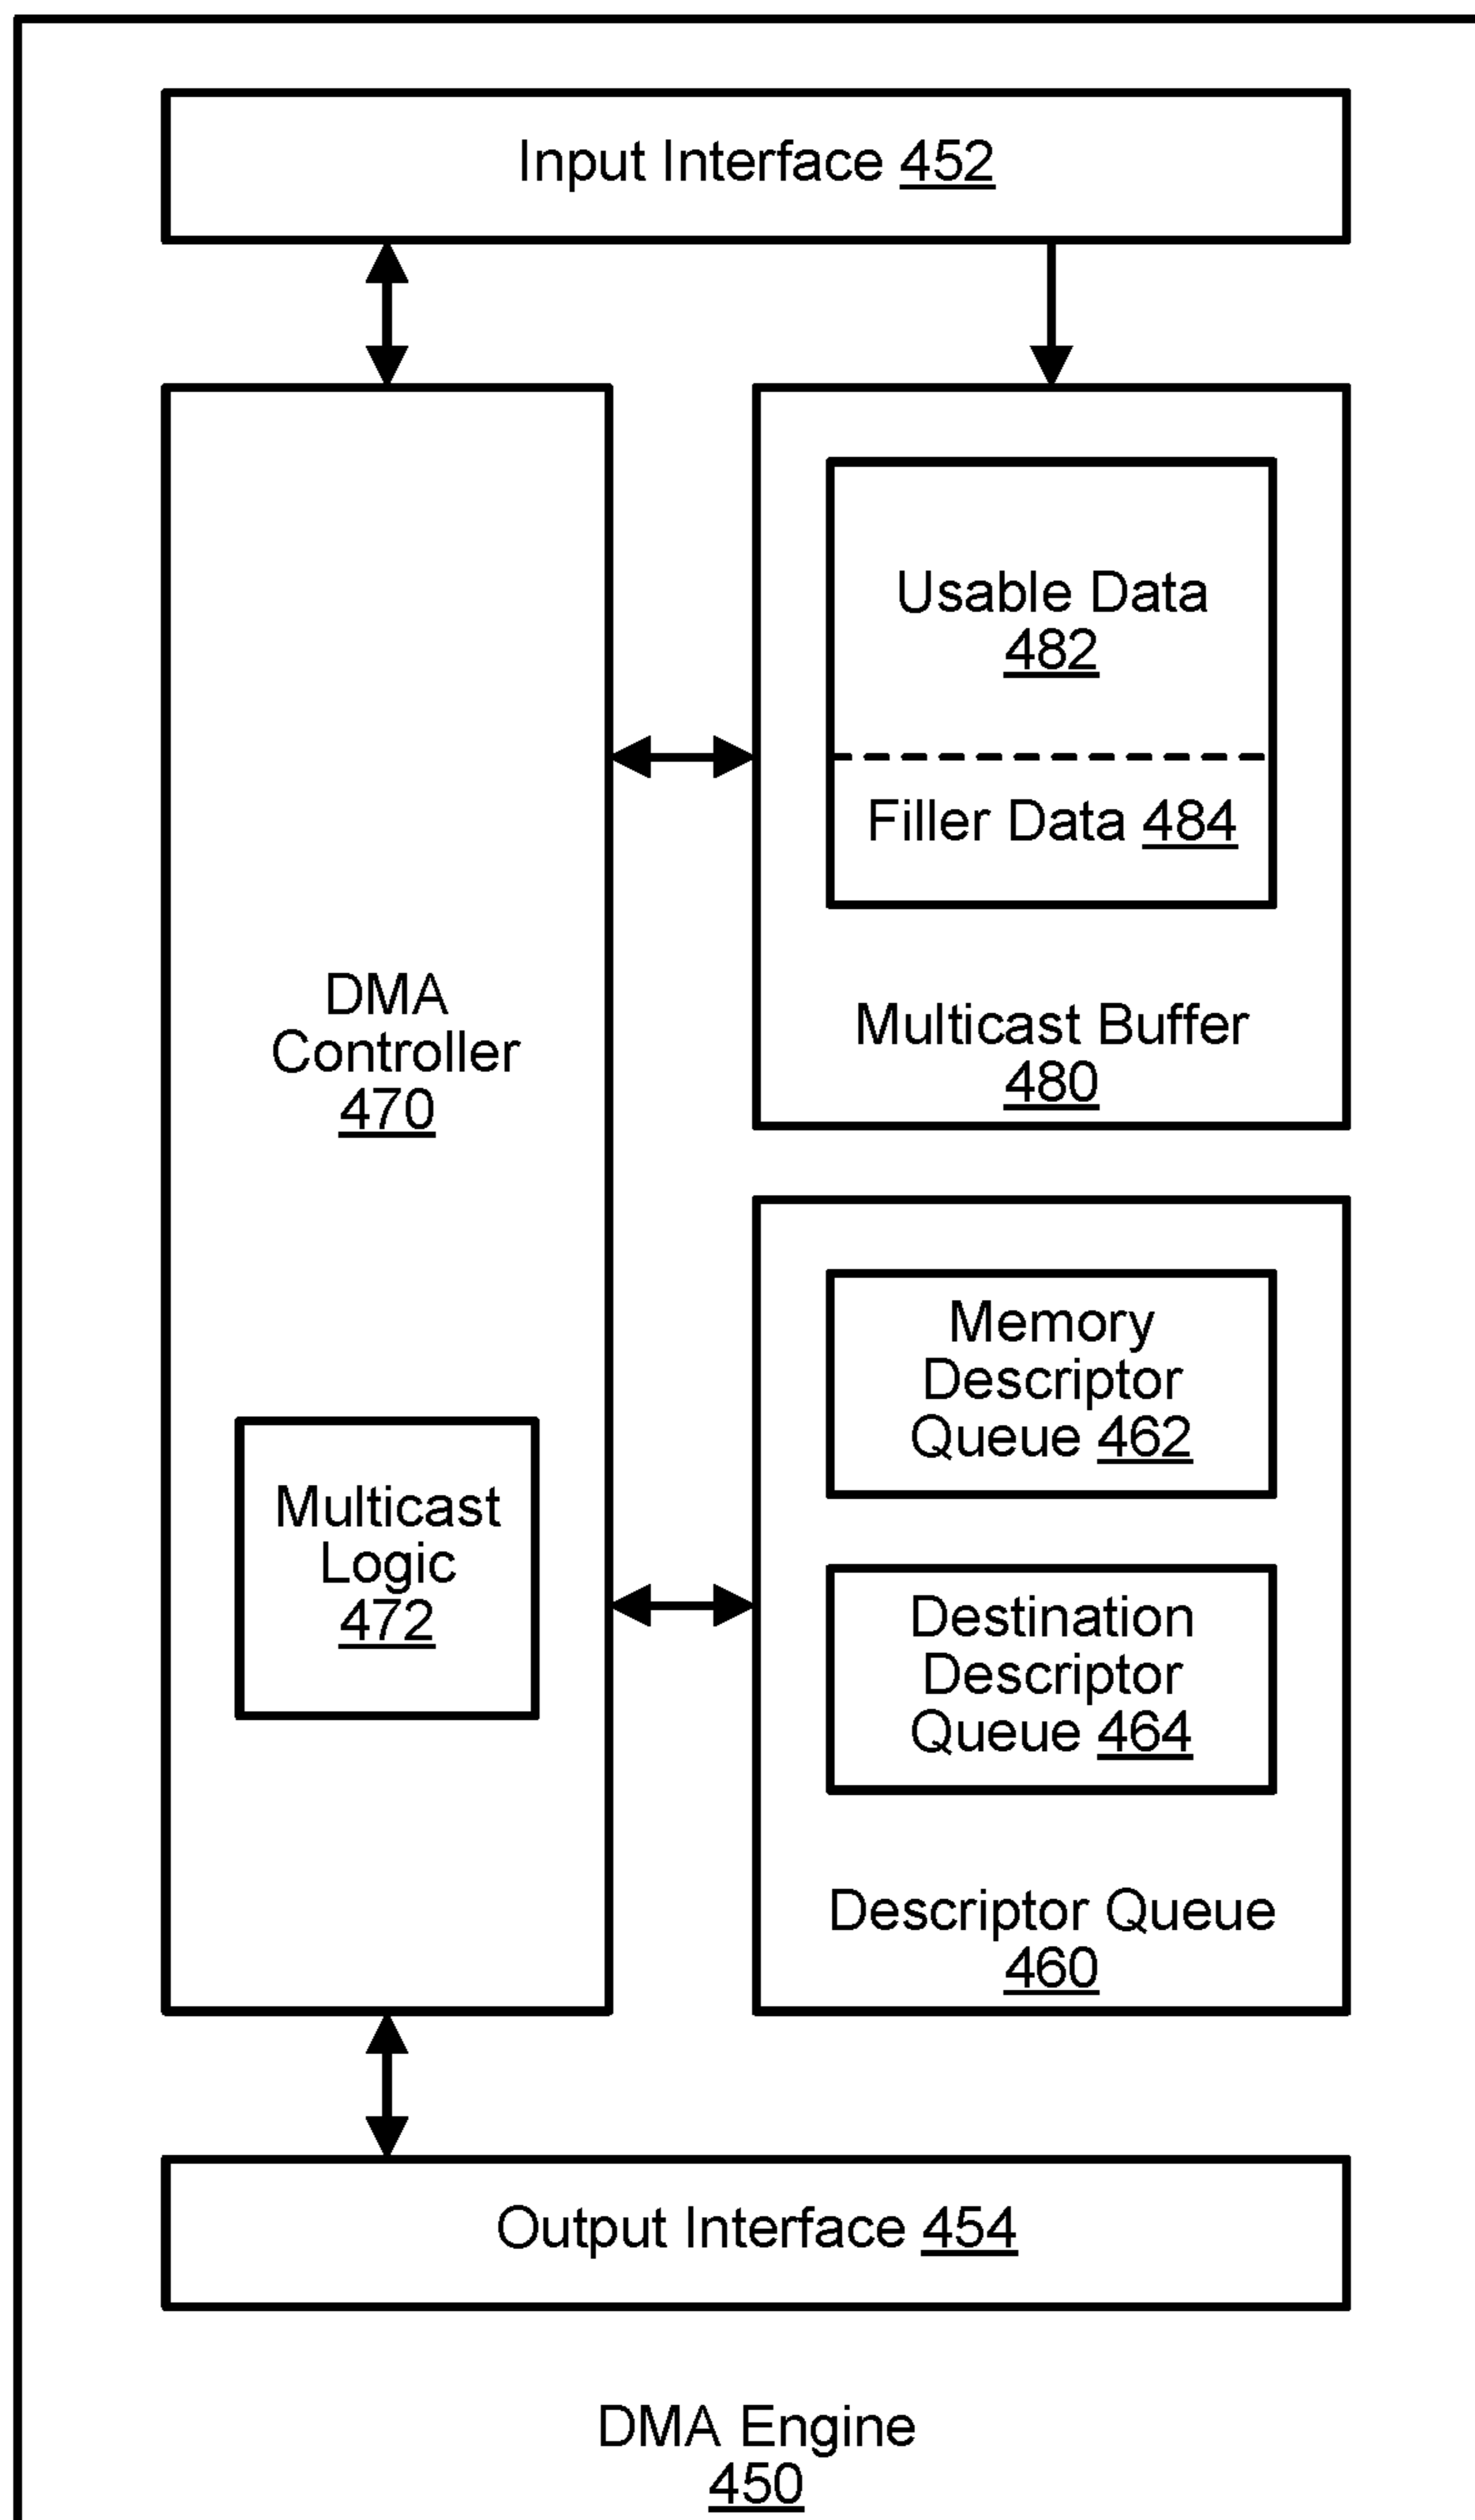 Input Interface 452
Usable Data
482
Filler Data 484
DMA
Controller
470
Multicast Buffer
480
Memory
Descriptor
Queue 462
Multicast
Logic
472
Destination
Descriptor
Queue 464
Descriptor Queue
460
Output Interface 454
DMA Engine
450